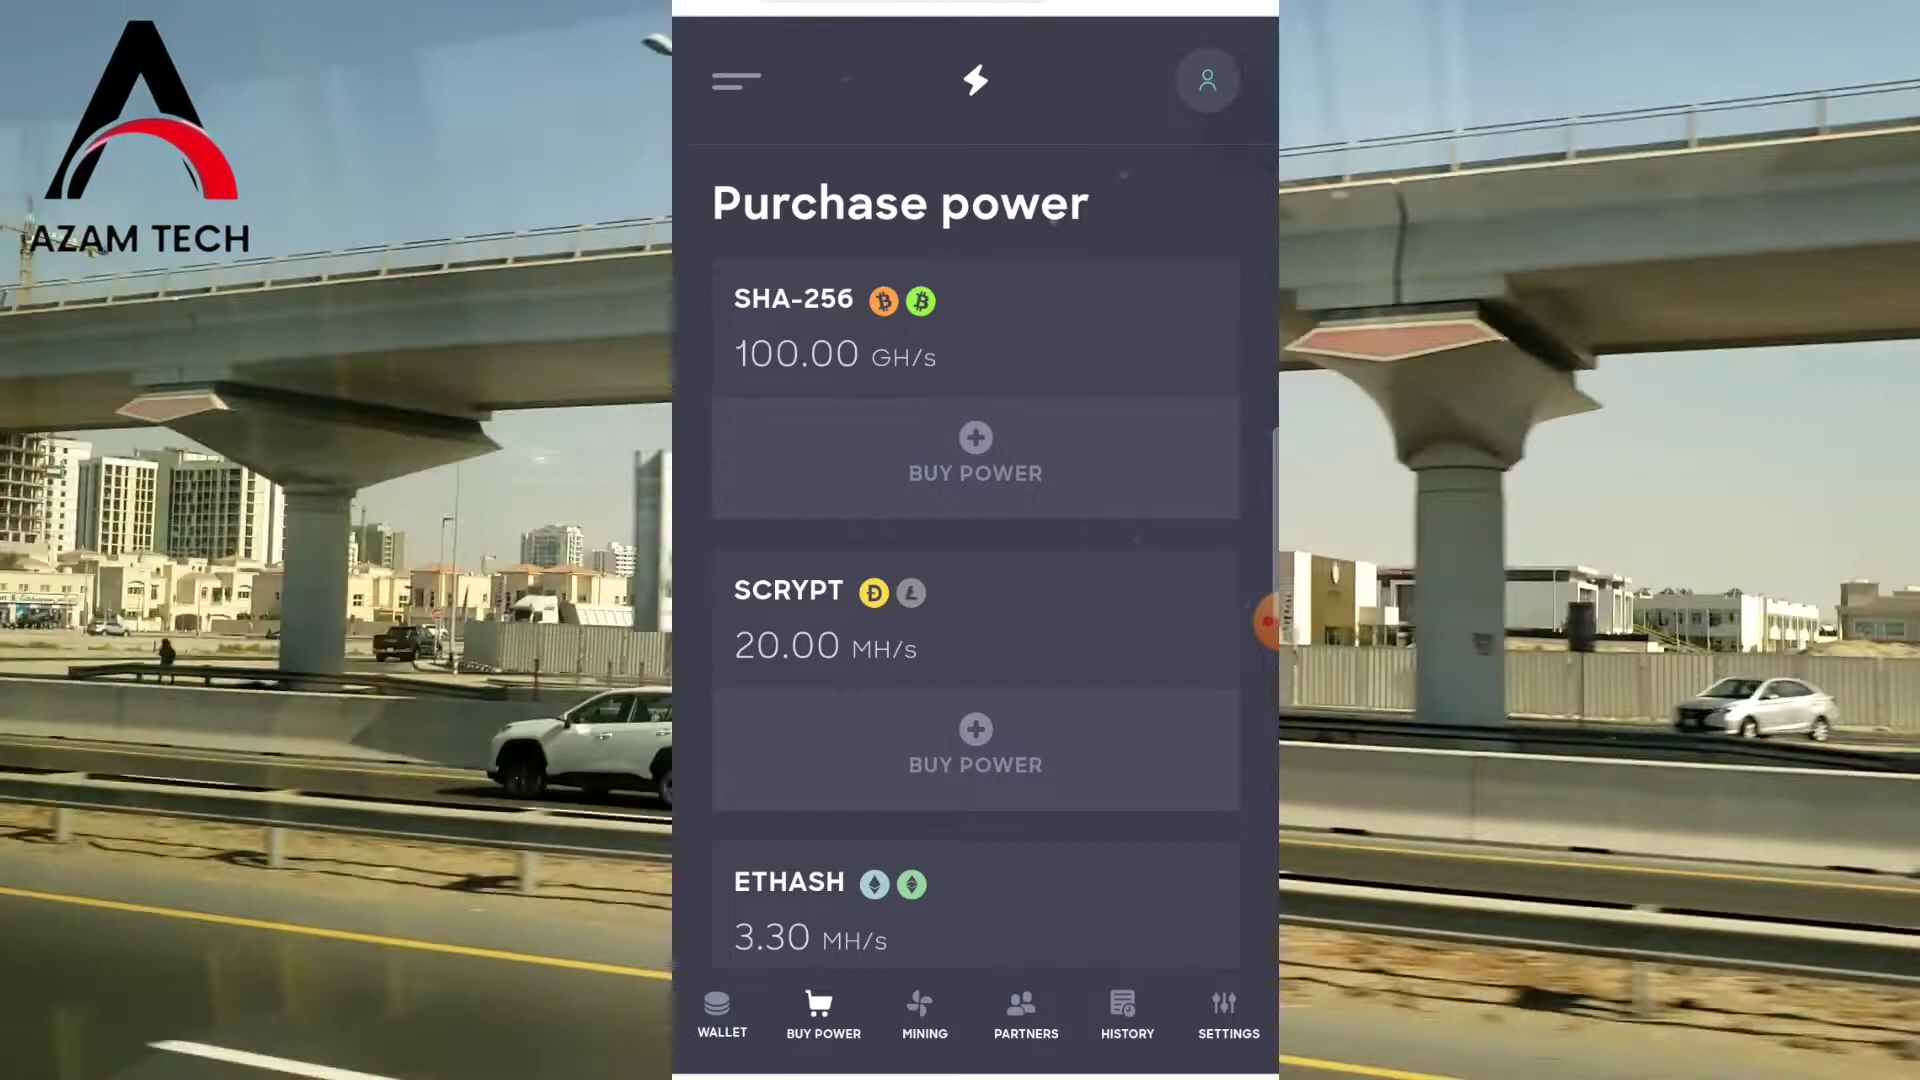 AZAM TECH
Purchase power
SHA-256
100.00 GH/s
BUY POWER
SCRYPT
20.00 MH/s
BUY POWER
ETHASH
3.30 MH/s
WALLET
BUY POWER
MINING
PARTNERS
HISTORY
SETTINGS